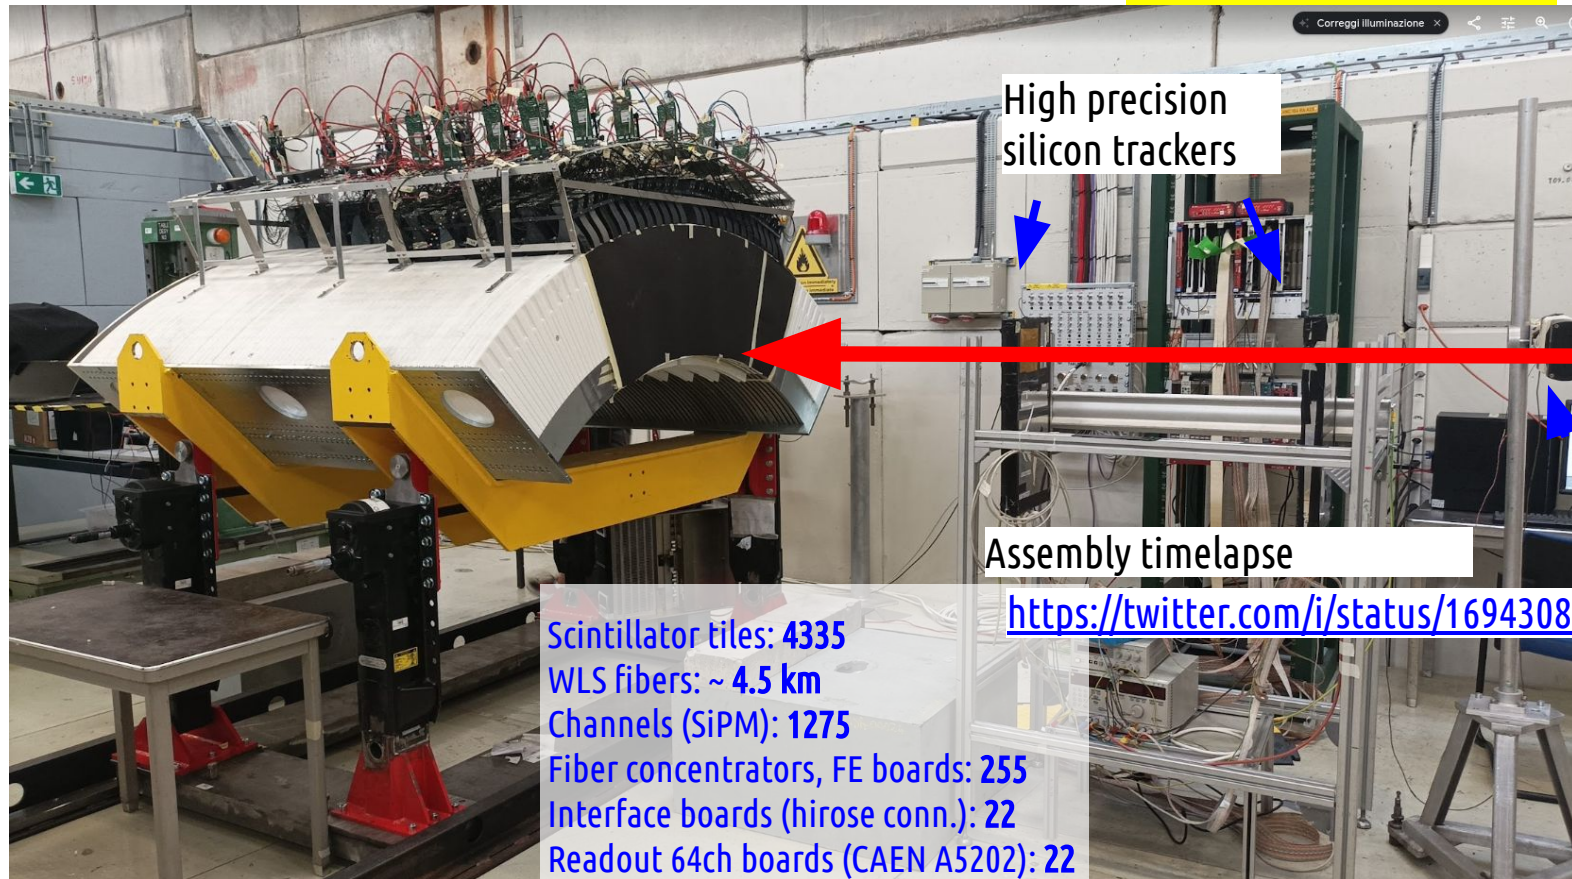 Correggi illuminazione
High precision
silicon trackers
Assembly timelapse
https://twitter.com/i/status/1694308
Scintillator tiles: 4335
WLS fibers: ~ 4.5 km
Channels (SiPM): 1275
Fiber concentrators, FE boards: 255
Interface boards (hirose conn.): 22
Readout 64ch boards (CAEN A5202): 22